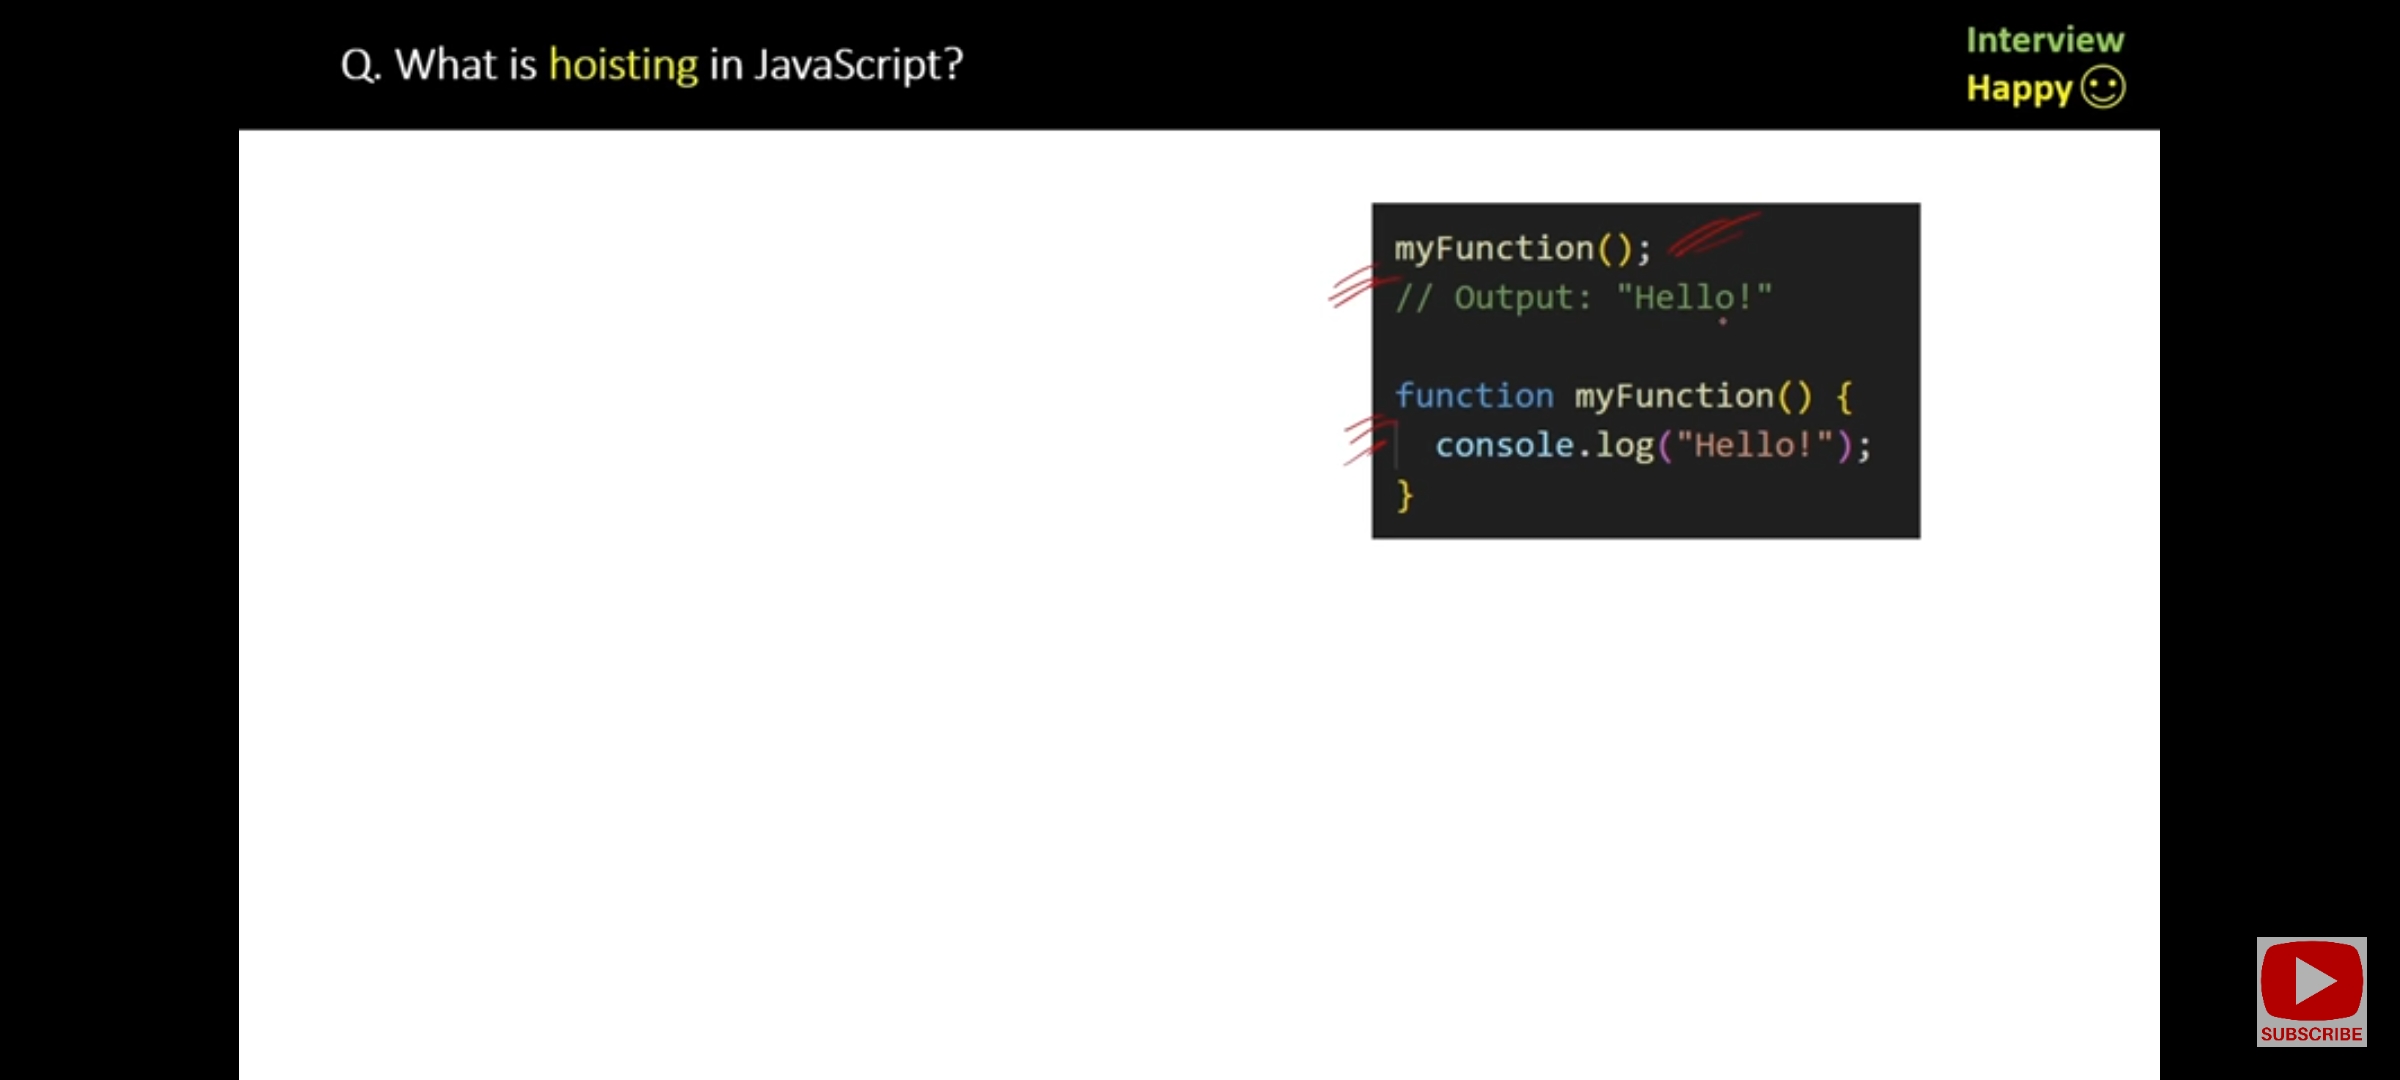 Q. What is hoisting in JavaScript?
Interview
Happy
myFunction();
// Output: "Hello!"
function myFunction() {
console.log("Hello!");
}
SUBSCRIBE